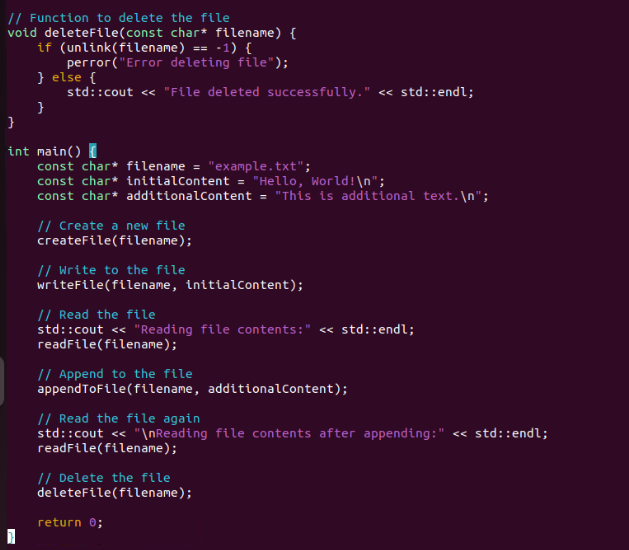 // Function to delete the file
void deleteFile(const char* filename) {
    if (unlink(filename) == -1) {
        perror("Error deleting file");
    } else {
        std::cout << "File deleted successfully." << std::endl;
    }
}

int main() {
    const char* filename = "example.txt";
    const char* initialContent = "Hello, World!\n";
    const char* additionalContent = "This is additional text.\n";

    // Create a new file
    createFile(filename);

    // Write to the file
    writeFile(filename, initialContent);

    // Read the file
    std::cout << "Reading file contents:" << std::endl;
    readFile(filename);

    // Append to the file
    appendToFile(filename, additionalContent);

    // Read the file again
    std::cout << "\nReading file contents after appending:" << std::endl;
    readFile(filename);

    // Delete the file
    deleteFile(filename);

    return 0;
}